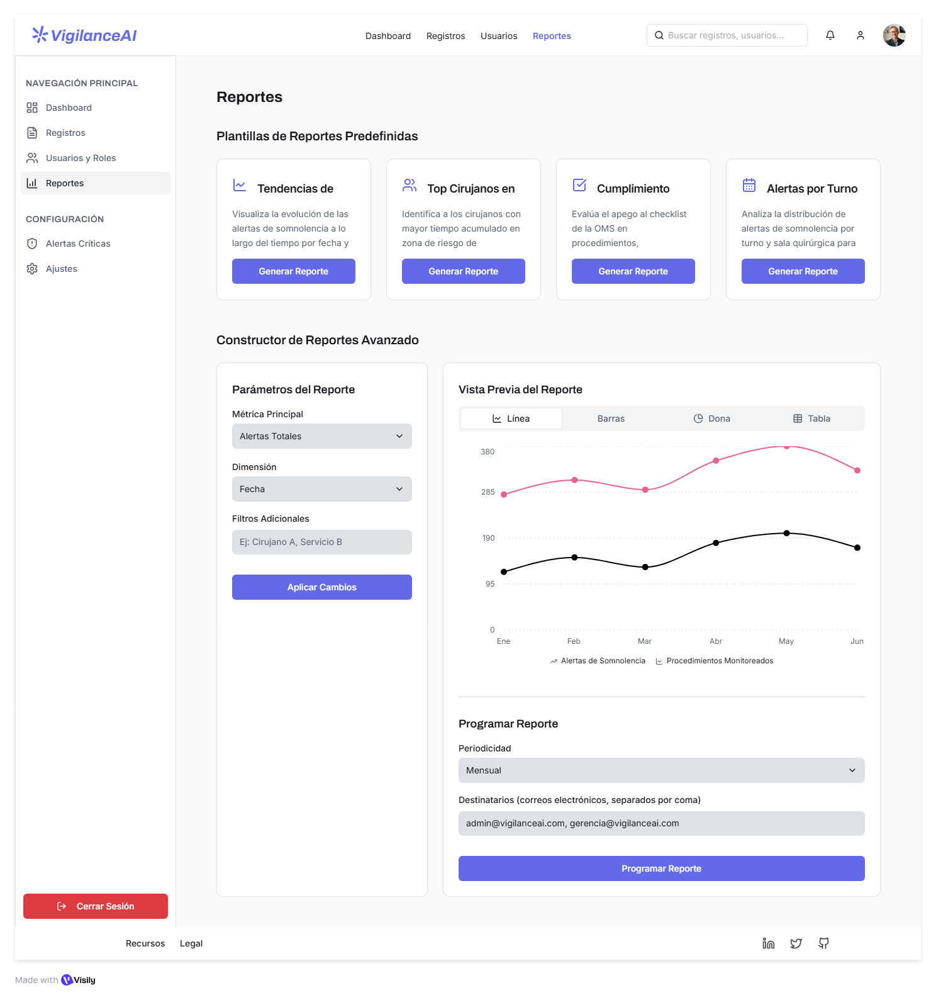 VigilanceAI
Dashboard
Registros
Usuarios
Reportes
Buscar registros, usuarios...
NAVEGACIÓN PRINCIPAL
Dashboard
Registros
Usuarios y Roles
Reportes
CONFIGURACIÓN
Alertas Críticas
Ajustes
Cerrar Sesión
Reportes
Plantillas de Reportes Predefinidas
Tendencias de
Visualiza la evolución de las
alertas de somnolencia a lo
largo del tiempo por fecha y
Generar Reporte
Top Cirujanos en
Identifica a los cirujanos con
mayor tiempo acumulado en
zona de riesgo de
Generar Reporte
Cumplimiento
Evalúa el apego al checklist
de la OMS en
procedimientos,
Generar Reporte
Alertas por Turno
Analiza la distribución de
alertas de somnolencia por
turno y sala quirúrgica para
Generar Reporte
Constructor de Reportes Avanzado
Parámetros del Reporte
Métrica Principal
Alertas Totales
Dimensión
Fecha
Filtros Adicionales
Ej: Cirujano A, Servicio B
Aplicar Cambios
Vista Previa del Reporte
Línea
Barras
Dona
Tabla
380
285
190
95
0
Ene
Feb
Mar
Abr
May
Jun
Alertas de Somnolencia
Procedimientos Monitoreados
Programar Reporte
Periodicidad
Mensual
Destinatarios (correos electrónicos, separados por coma)
admin@vigilanceai.com, gerencia@vigilanceai.com
Programar Reporte
Recursos
Legal
Made with Visily